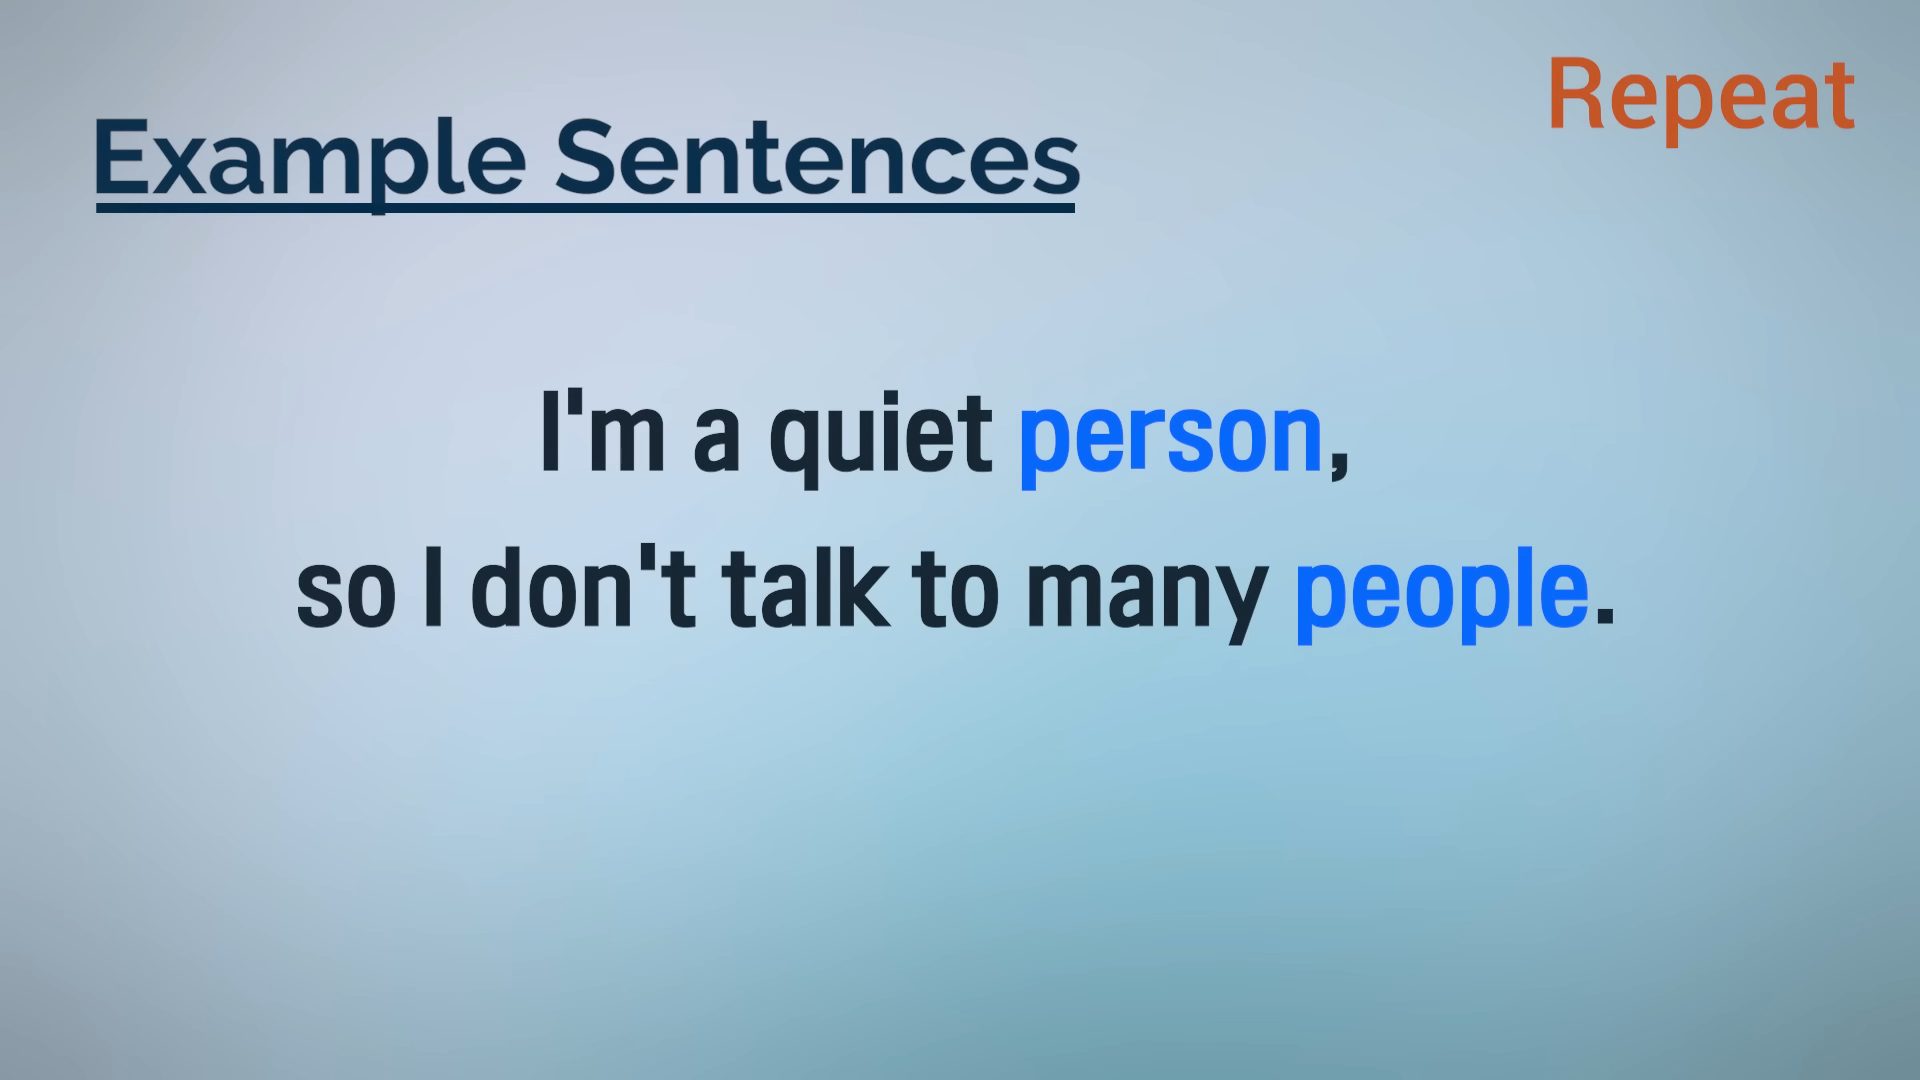 Repeat
Example Sentences
I'm a quiet person,
so I don't talk to many people.